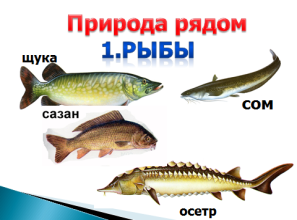 Природа рядом
1.РЫБЫ
щука
сом
сазан
осетр